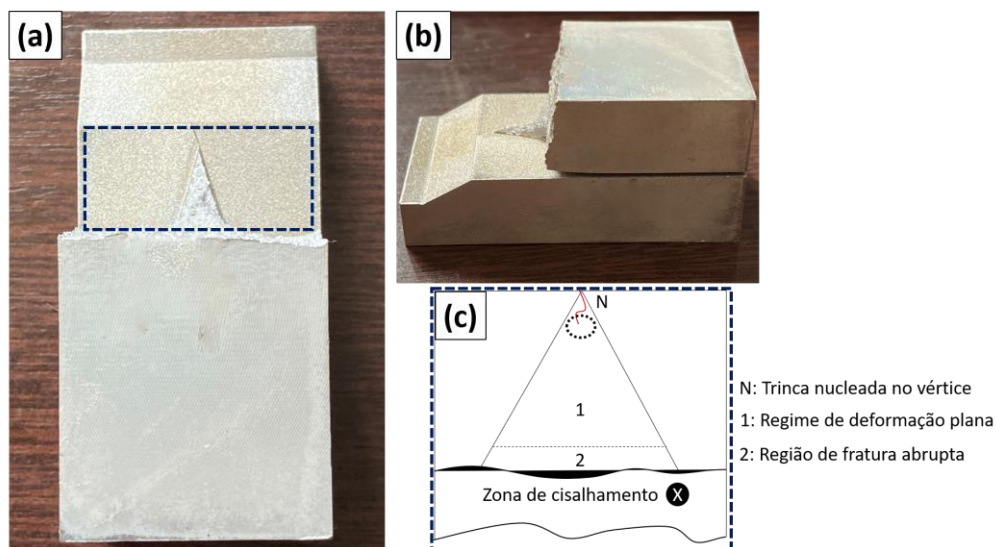 (a)
(b)
(c)
N
1
2
Zona de cisalhamento X
N: Trinca nucleada no vértice
1: Regime de deformação plana
2: Região de fratura abrupta